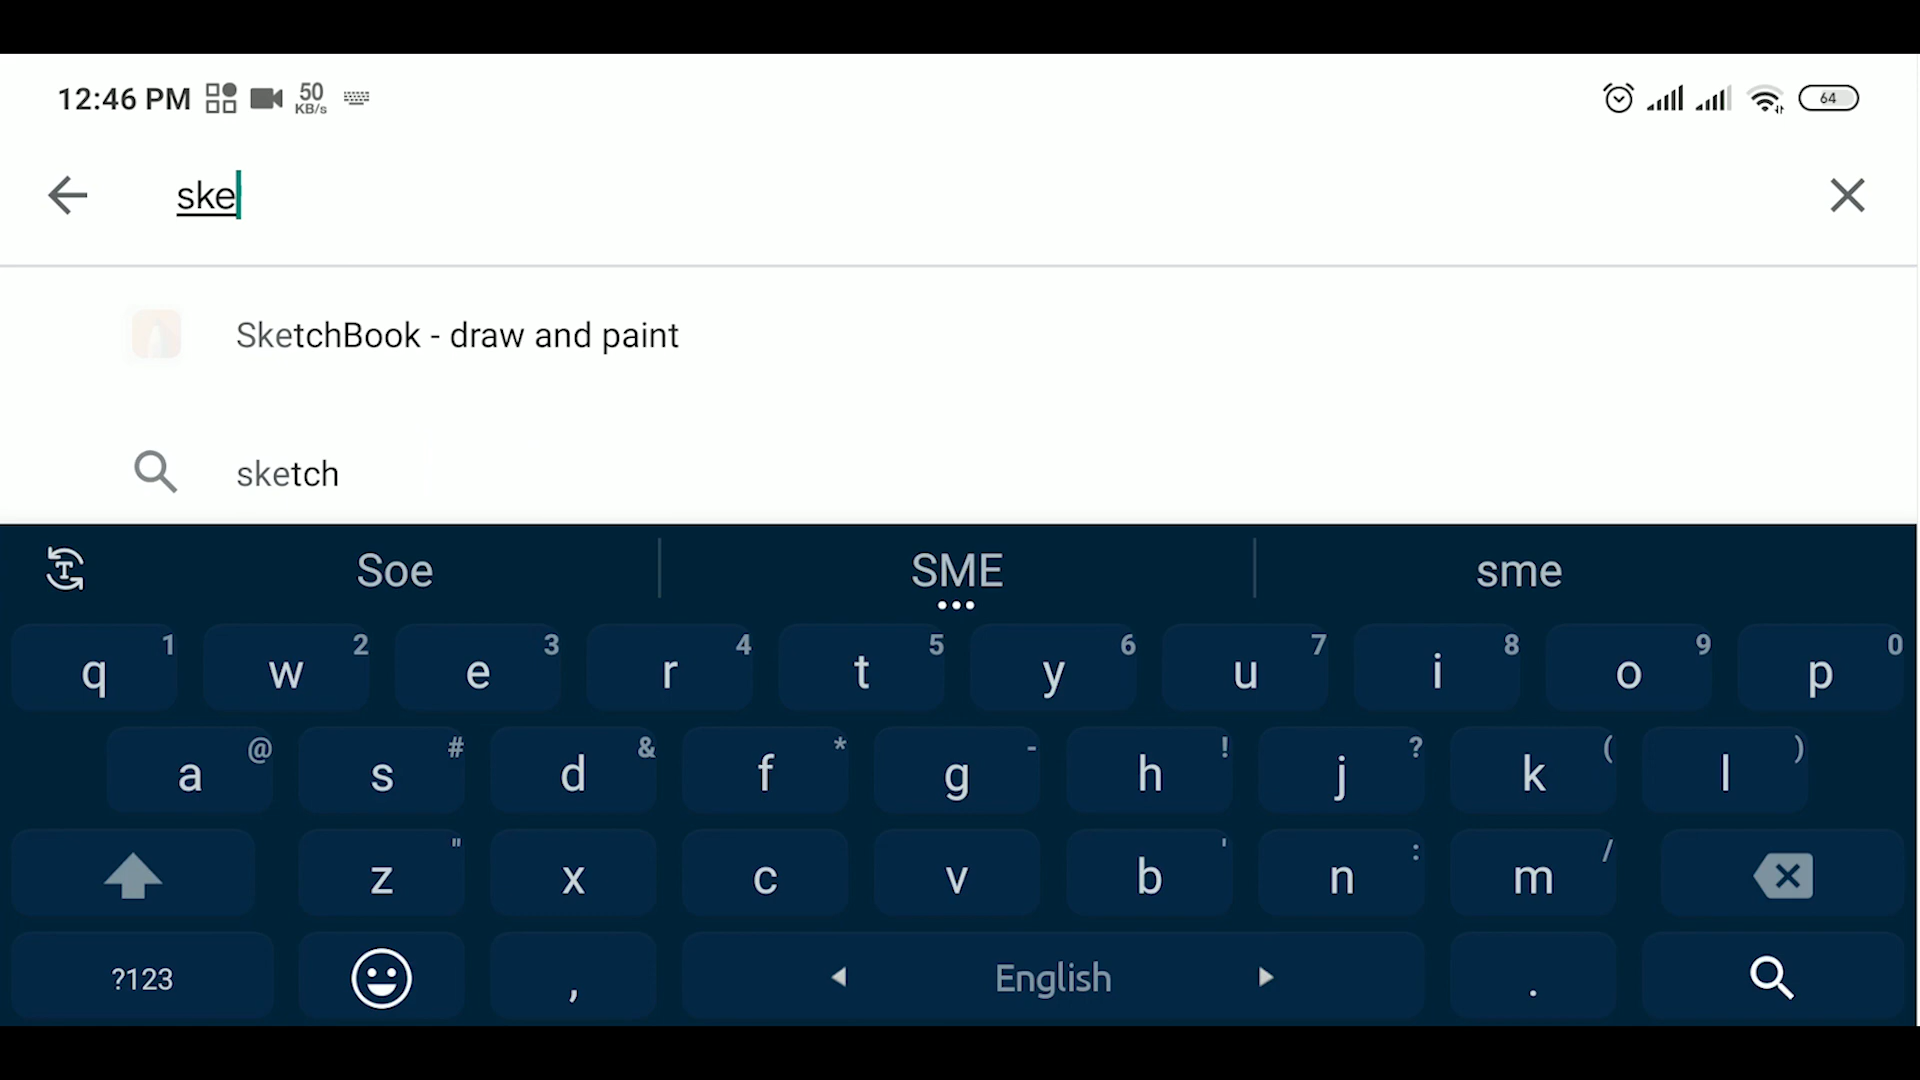 12:46 PM 50 KB/s 64
ske
SketchBook - draw and paint
sketch
Soe SME sme
q 1 w 2 e 3 r 4 t 5 y 6 u 7 i 8 o 9 p 0
a @ s # d & f * g - h ! j ? k ( l )
z " x c v b ' n : m /
?123 , English .